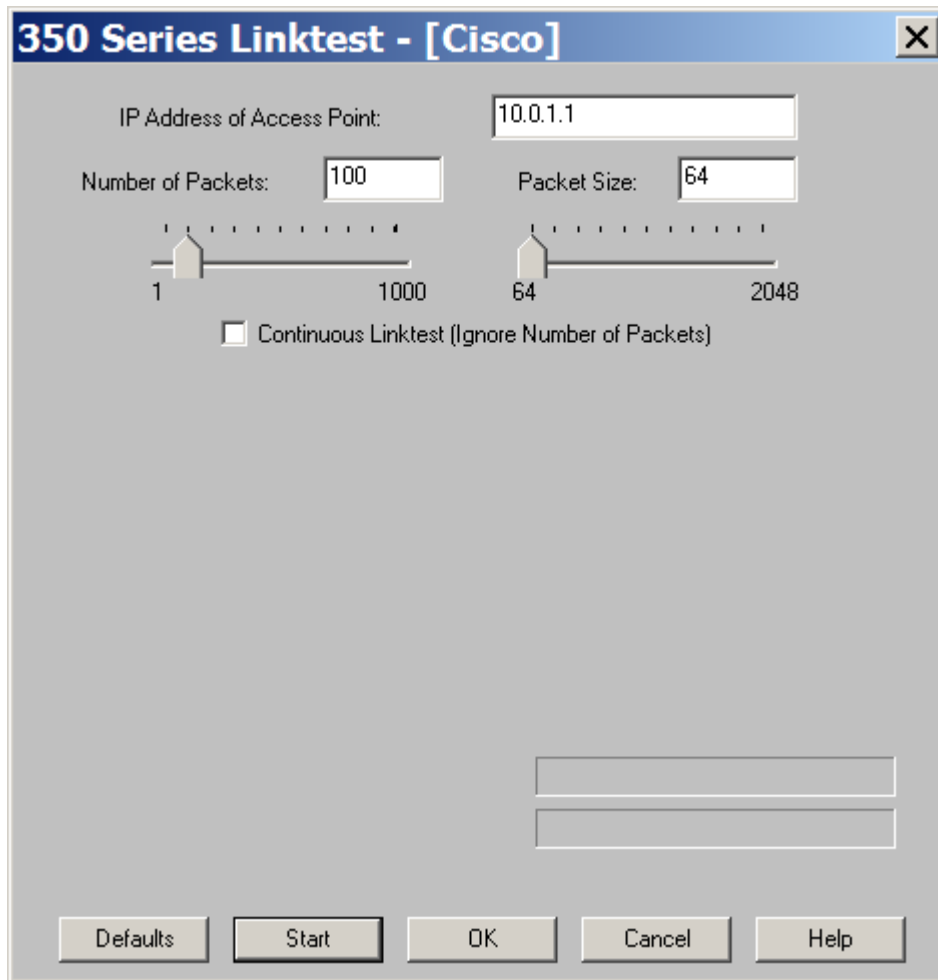 350 Series Linktest - [Cisco]
IP Address of Access Point: 10.0.1.1
Number of Packets: 100 Packet Size: 64
1 1000 64 2048
Continuous Linktest (Ignore Number of Packets)
Defaults Start OK Cancel Help